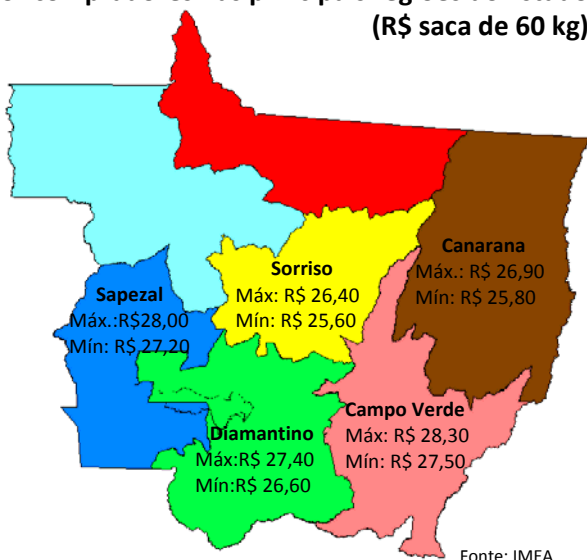 (R$ saca de 60 kg)
Canarana
Máx.: R$ 26,90
Mín: R$ 25,80
Sorriso
Máx: R$ 26,40
Mín: R$ 25,60
Sapezal
Máx.:R$28,00
Mín: R$ 27,20
Campo Verde
Máx: R$ 28,30
Mín: R$ 27,50
Diamantino
Máx:R$ 27,40
Mín:R$ 26,60
Fonte: IMEA